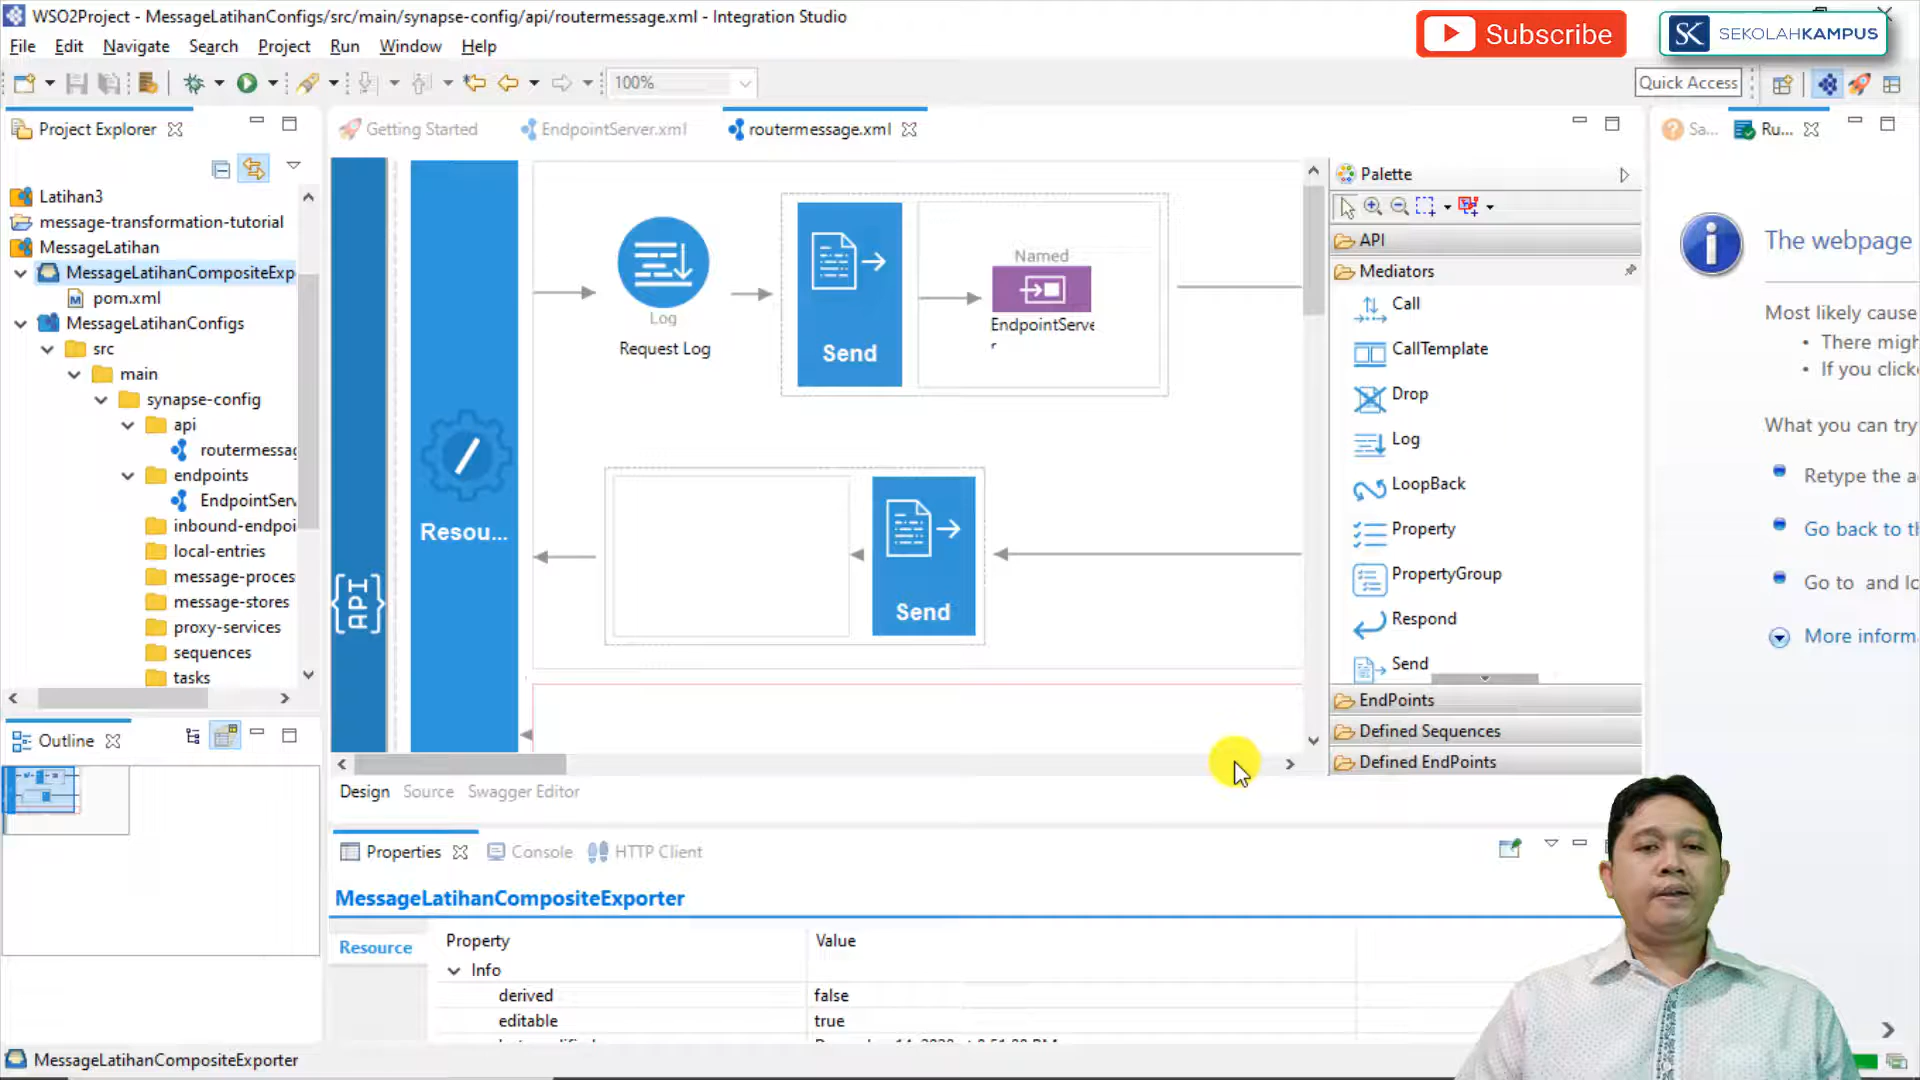 WSO2Project - MessageLatihanConfigs/src/main/synapse-config/api/routermessage.xml - Integration Studio
Subscribe
SK SEKOLAHKAMPUS
File Edit Navigate Search Project Run Window Help
100%
Quick Access
Project Explorer
Getting Started
EndpointServer.xml
routermessage.xml
Sa...
Ru...
Latihan3
message-transformation-tutorial
MessageLatihan
MessageLatihanCompositeExp
pom.xml
MessageLatihanConfigs
src
main
synapse-config
api
routermessag
endpoints
EndpointServ
inbound-endpoi
local-entries
message-proces
message-stores
proxy-services
sequences
tasks
Outline
{API}
Resou...
Log
Request Log
Send
Named
EndpointServe
r
Send
Palette
API
Mediators
Call
CallTemplate
Drop
Log
LoopBack
Property
PropertyGroup
Respond
Send
EndPoints
Defined Sequences
Defined EndPoints
The webpage
Most likely cause
There migh
If you clicke
What you can try
Retype the a
Go back to th
Go to and lo
More inform
Design Source Swagger Editor
Properties
Console
HTTP Client
MessageLatihanCompositeExporter
Resource
Property Value
Info
derived false
editable true
MessageLatihanCompositeExporter